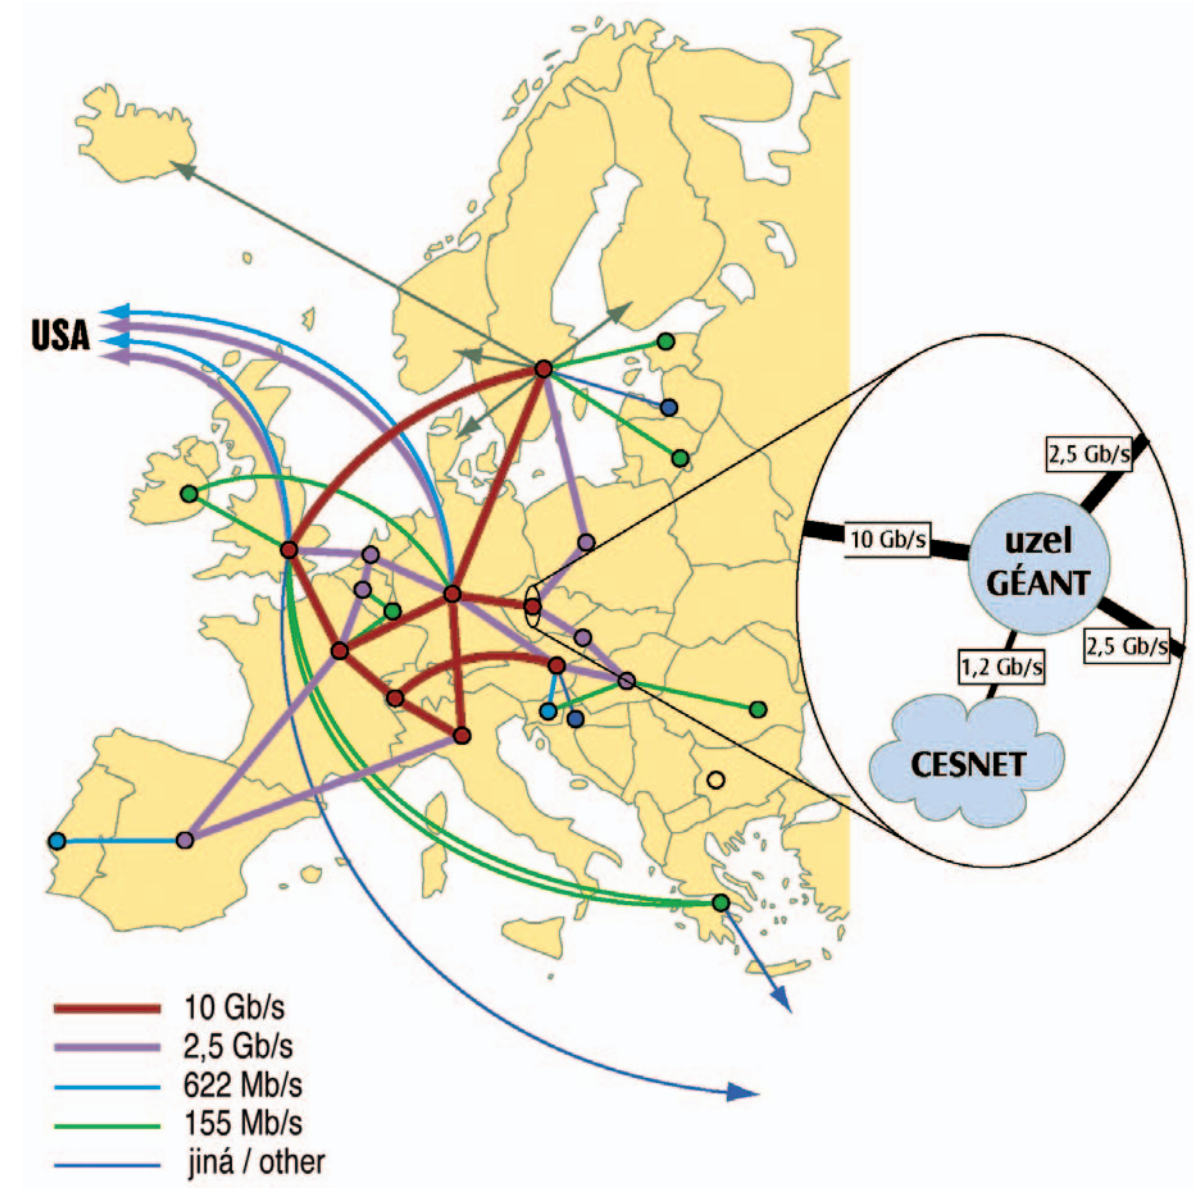 USA
2,5 Gb/s
10 Gb/s
uzel
GÉANT
2,5 Gb/s
1,2 Gb/s
CESNET
10 Gb/s
2,5 Gb/s
622 Mb/s
155 Mb/s
jiná / other